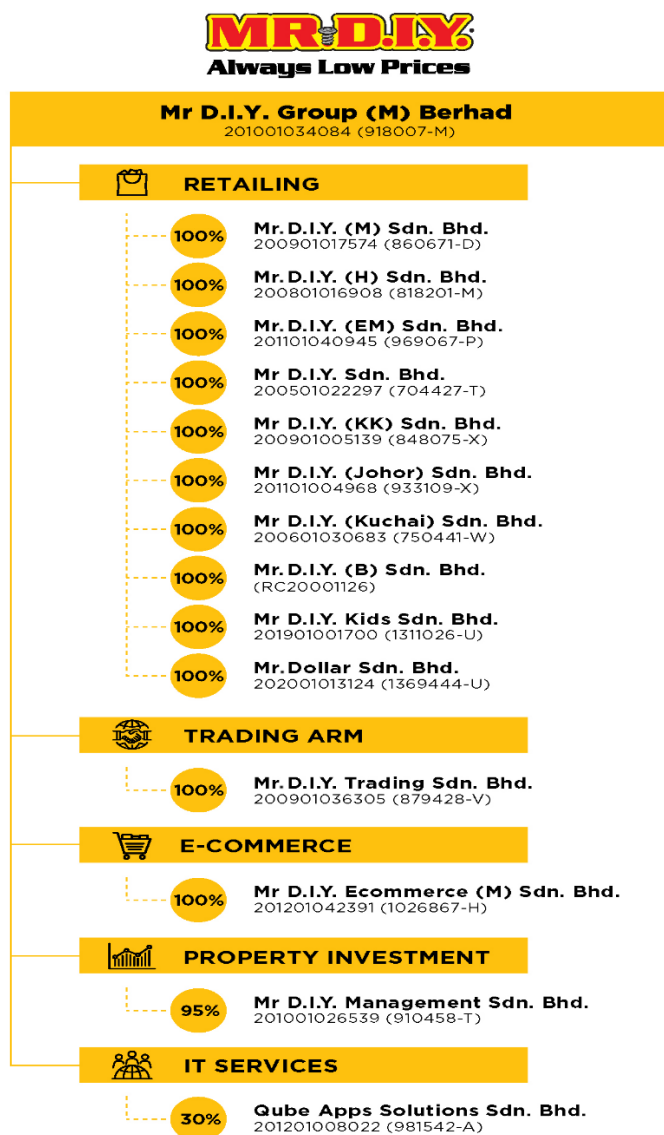 MR D.I.Y.
Always Low Prices
Mr D.I.Y. Group (M) Berhad
201001034084 (918007-M)
RETAILING
100%
Mr.D.I.Y. (M) Sdn. Bhd.
200901017574 (860671-D)
100%
Mr.D.I.Y. (H) Sdn. Bhd.
200801016908 (818201-M)
100%
Mr.D.I.Y. (EM) Sdn. Bhd.
201101040945 (969067-P)
100%
Mr D.I.Y. Sdn. Bhd.
200501022297 (704427-T)
100%
Mr D.I.Y. (KK) Sdn. Bhd.
200901005139 (848075-X)
100%
Mr D.I.Y. (Johor) Sdn. Bhd.
201101004968 (933109-X)
100%
Mr D.I.Y. (Kuchai) Sdn. Bhd.
200601030683 (750441-W)
100%
Mr.D.I.Y. (B) Sdn. Bhd.
(RC20001126)
100%
Mr D.I.Y. Kids Sdn. Bhd.
201901001700 (1311026-U)
100%
Mr.Dollar Sdn. Bhd.
202001013124 (1369444-U)
TRADING ARM
100%
Mr.D.I.Y. Trading Sdn. Bhd.
200901036305 (879428-V)
E-COMMERCE
100%
Mr D.I.Y. Ecommerce (M) Sdn. Bhd.
201201042391 (1026867-H)
PROPERTY INVESTMENT
95%
Mr D.I.Y. Management Sdn. Bhd.
201001026539 (910458-T)
IT SERVICES
30%
Qube Apps Solutions Sdn. Bhd.
201201008022 (981542-A)